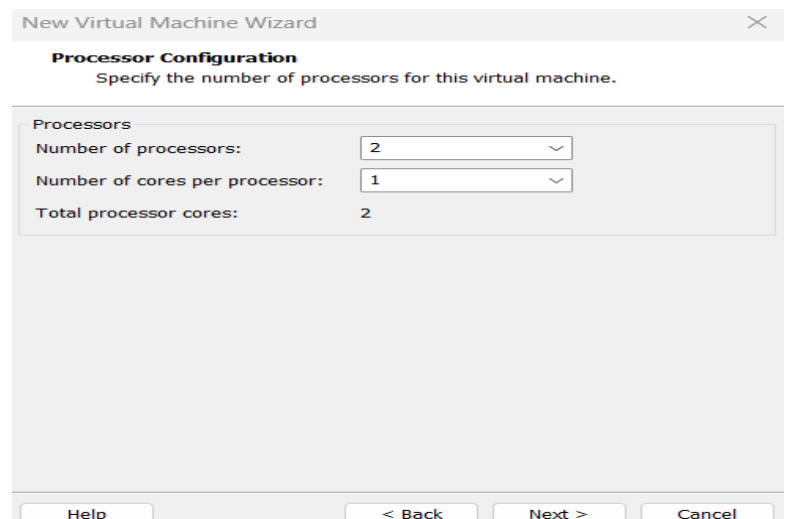 New Virtual Machine Wizard
Processor Configuration
Specify the number of processors for this virtual machine.
Processors
Number of processors: 2
Number of cores per processor: 1
Total processor cores: 2
Help < Back Next > Cancel